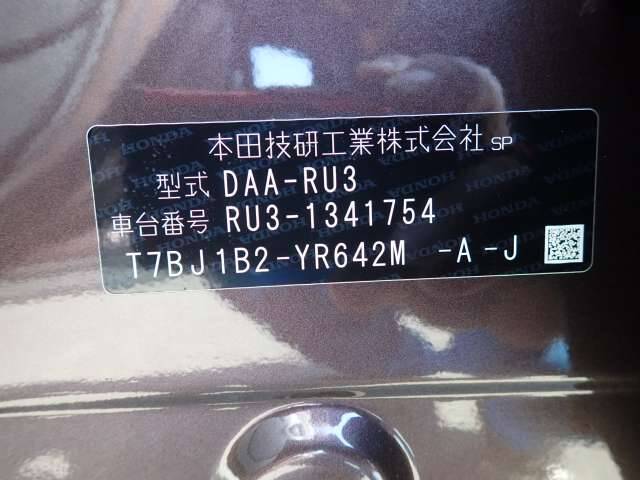 本田技研工業株式会社 SP
型式 DAA-RU3
車台番号 RU3-1341754
T7BJ1B2-YR642M -A -J